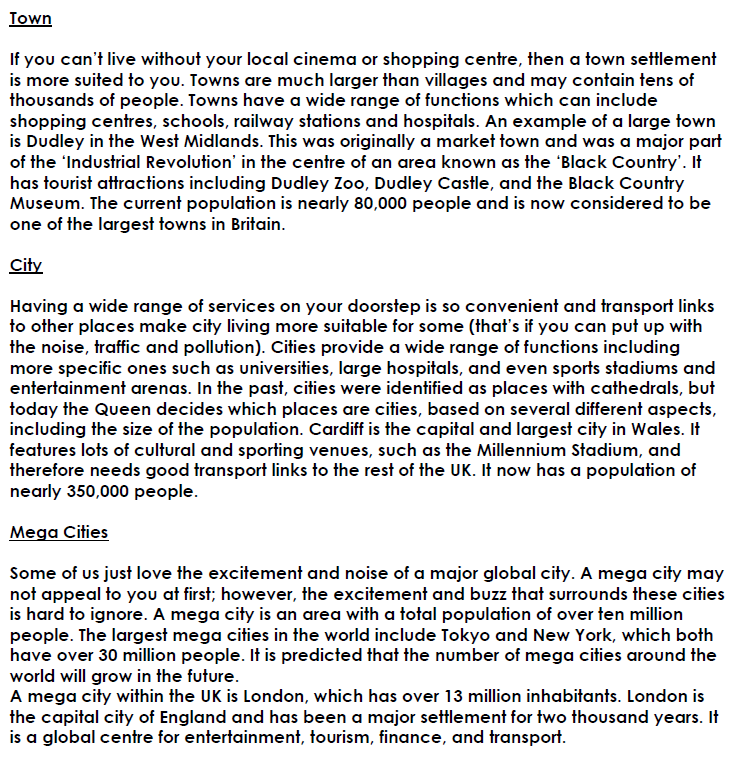 Town
If you can't live without your local cinema or shopping centre, then a town settlement
is more suited to you. Towns are much larger than villages and may contain tens of
thousands of people. Towns have a wide range of functions which can include
shopping centres, schools, railway stations and hospitals. An example of a large town
is Dudley in the West Midlands. This was originally a market town and was a major part
of the 'Industrial Revolution' in the centre of an area known as the 'Black Country'. It
has tourist attractions including Dudley Zoo, Dudley Castle, and the Black Country
Museum. The current population is nearly 80,000 people and is now considered to be
one of the largest towns in Britain.
City
Having a wide range of services on your doorstep is so convenient and transport links
to other places make city living more suitable for some (that's if you can put up with
the noise, traffic and pollution). Cities provide a wide range of functions including
more specific ones such as universities, large hospitals, and even sports stadiums and
entertainment arenas. In the past, cities were identified as places with cathedrals, but
today the Queen decides which places are cities, based on several different aspects,
including the size of the population. Cardiff is the capital and largest city in Wales. It
features lots of cultural and sporting venues, such as the Millennium Stadium, and
therefore needs good transport links to the rest of the UK. It now has a population of
nearly 350,000 people.
Mega Cities
Some of us just love the excitement and noise of a major global city. A mega city may
not appeal to you at first; however, the excitement and buzz that surrounds these cities
is hard to ignore. A mega city is an area with a total population of over ten million
people. The largest mega cities in the world include Tokyo and New York, which both
have over 30 million people. It is predicted that the number of mega cities around the
world will grow in the future.
A mega city within the UK is London, which has over 13 million inhabitants. London is
the capital city of England and has been a major settlement for two thousand years. It
is a global centre for entertainment, tourism, finance, and transport.